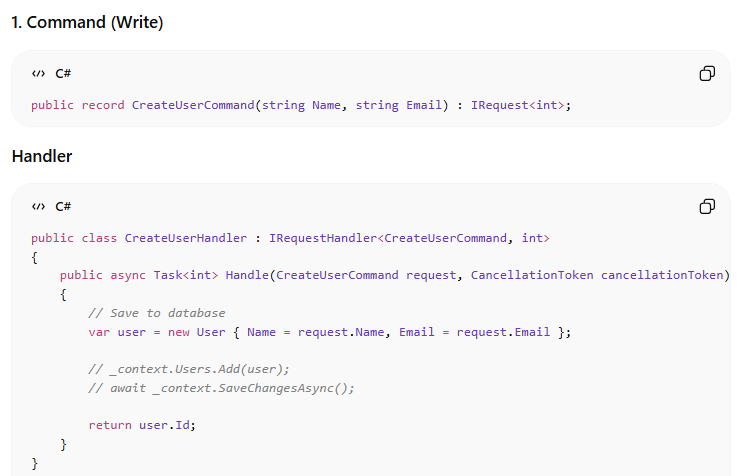 1. Command (Write)
</> C#
public record CreateUserCommand(string Name, string Email) : IRequest<int>;
Handler
</> C#
public class CreateUserHandler : IRequestHandler<CreateUserCommand, int>
{
    public async Task<int> Handle(CreateUserCommand request, CancellationToken cancellationToken)
    {
        // Save to database
        var user = new User { Name = request.Name, Email = request.Email };
        // _context.Users.Add(user);
        // await _context.SaveChangesAsync();
        return user.Id;
    }
}